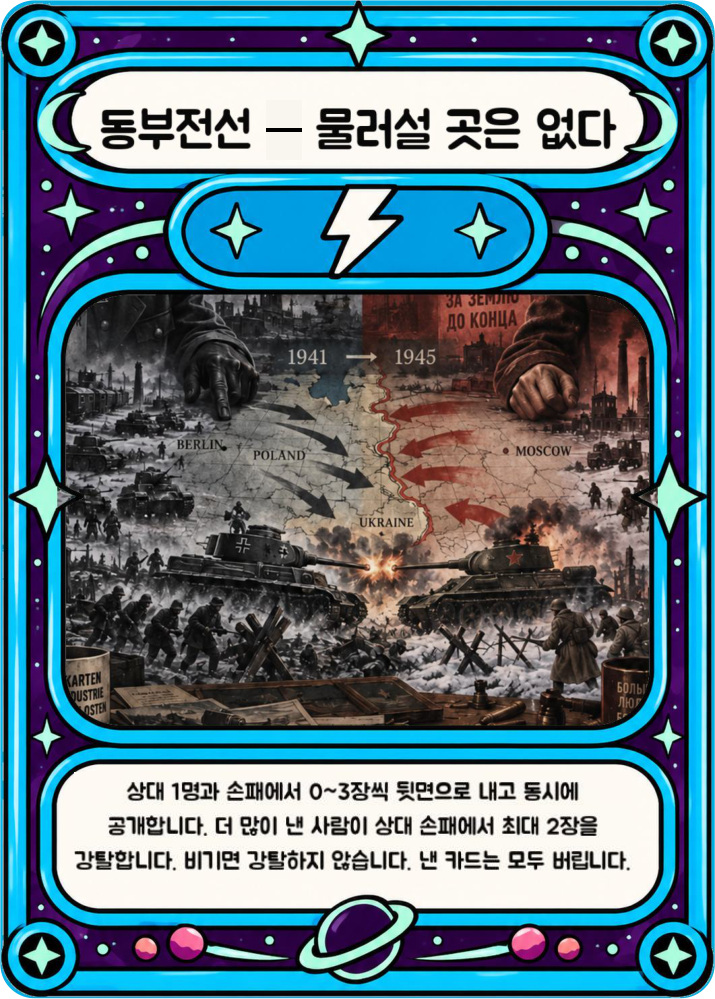 동부전선 — 물러설 곳은 없다
ЗА ЗЕМЛЮ
ДО КОНЦА
1941 → 1945
BERLIN
POLAND
MOSCOW
UKRAINE
KARTEN
DUSTRIE
OSTEN
БОЛЬ
ЛЮД
상대 1명과 손패에서 0~3장씩 뒷면으로 내고 동시에
공개합니다. 더 많이 낸 사람이 상대 손패에서 최대 2장을
강탈합니다. 비기면 강탈하지 않습니다. 낸 카드는 모두 버립니다.